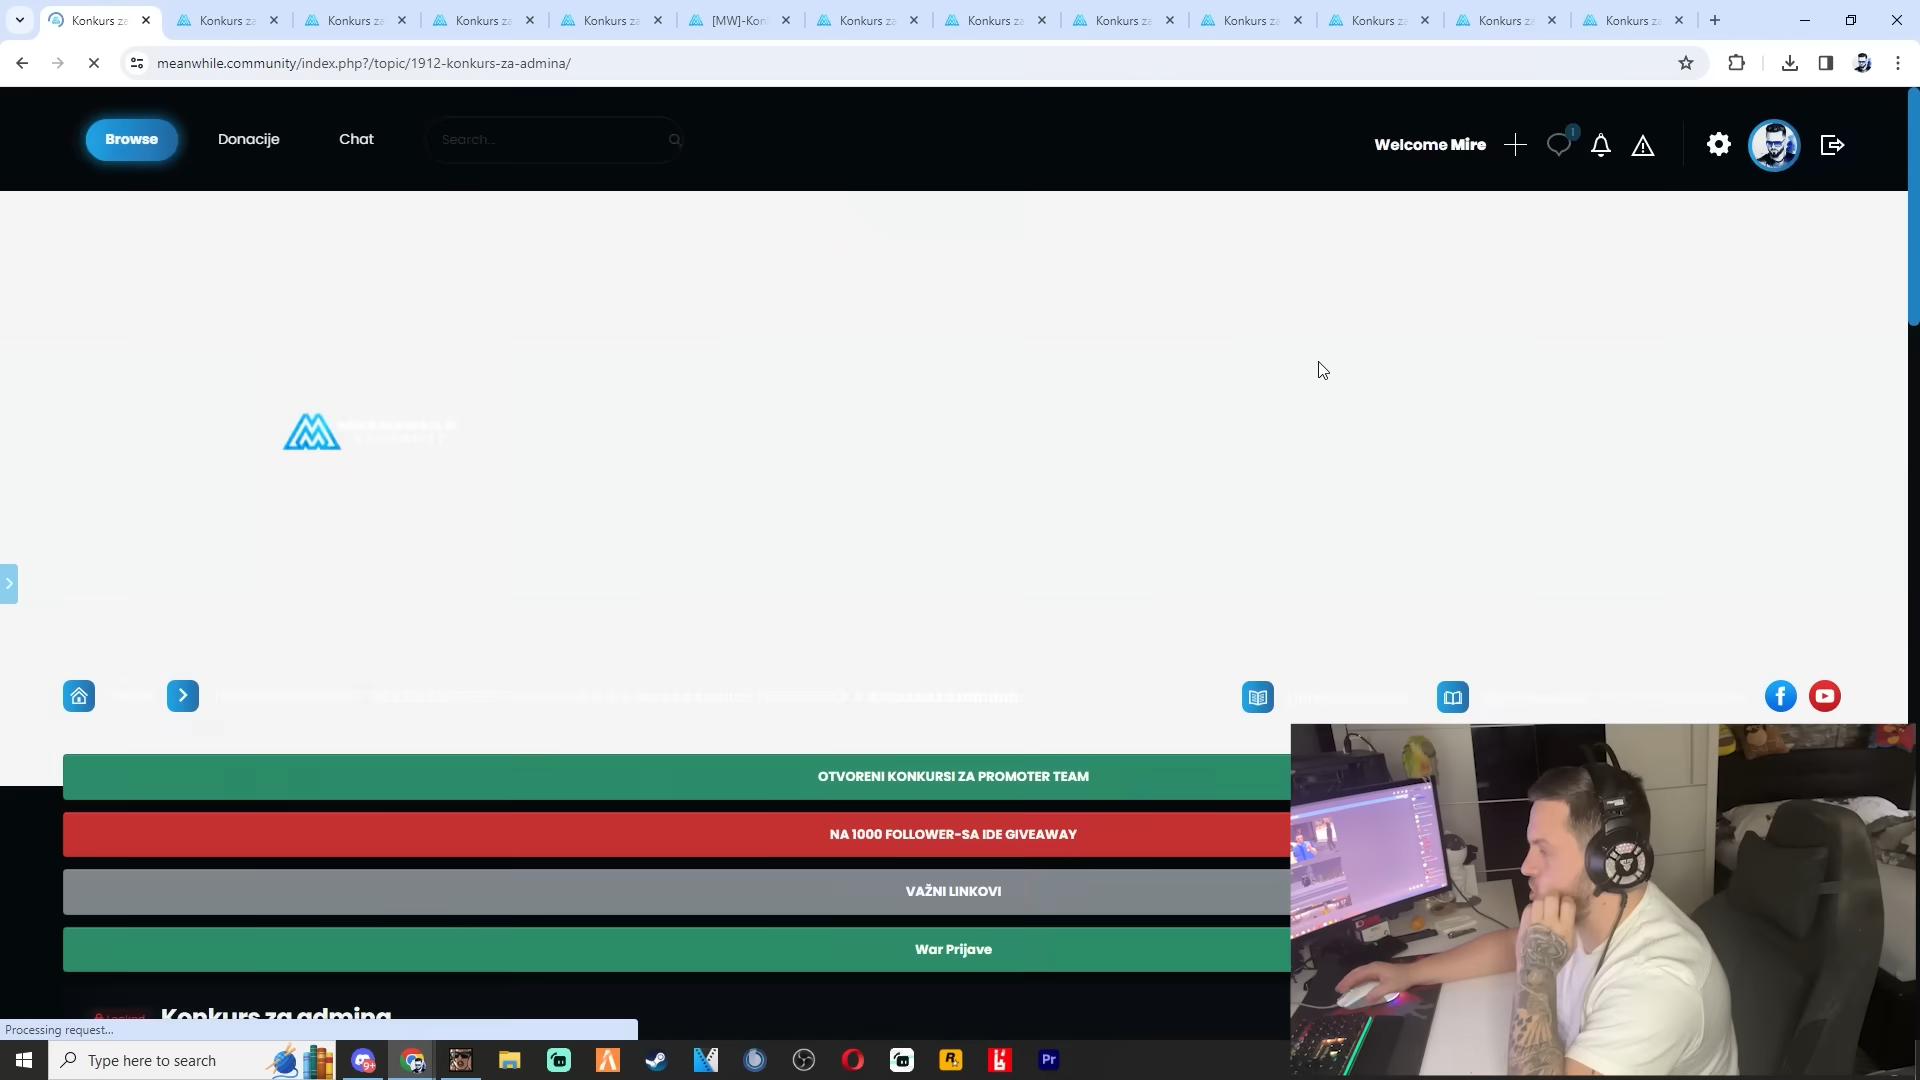 Konkurs za
Konkurs za
Konkurs za
Konkurs za
Konkurs za
[MW]-Kon
Konkurs za
Konkurs za
Konkurs za
Konkurs za
Konkurs za
Konkurs za
Konkurs za
meanwhile.community/index.php?/topic/1912-konkurs-za-admina/
Browse
Donacije
Chat
Search...
Welcome Mire
1
OTVORENI KONKURSI ZA PROMOTER TEAM
NA 1000 FOLLOWER-SA IDE GIVEAWAY
VAŽNI LINKOVI
War Prijave
Locked
Konkurs za admina
Processing request...
Type here to search
9+
Pr